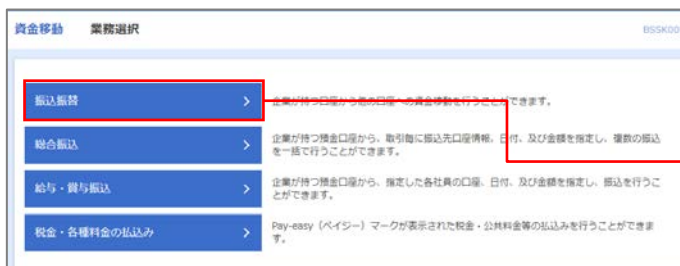 資金移動 業務選択
BSSK00
振込振替
企業が持つ口座から他の口座への資金移動を行うことができます。
総合振込
企業が持つ預金口座から、取引毎に振込先口座情報、日付、及び金額を指定し、複数の振込
を一括で行うことができます。
給与・賞与振込
企業が持つ預金口座から、指定した各社員の口座、日付、及び金額を指定し、振込を行うこ
とができます。
税金・各種料金の払込み
Pay-easy（ペイジー）マークが表示された税金・公共料金等の払込みを行うことができま
す。